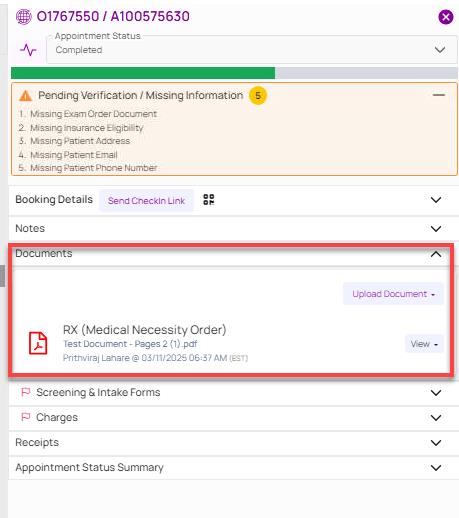 O1767550 / A100575630
Appointment Status
Completed
Pending Verification / Missing Information 5
1. Missing Exam Order Document
2. Missing Insurance Eligibility
3. Missing Patient Address
4. Missing Patient Email
5. Missing Patient Phone Number
Booking Details Send CheckIn Link
Notes
Documents
Upload Document
RX (Medical Necessity Order)
Test Document - Pages 2 (1).pdf
View
Prithviraj Lahare @ 03/11/2025 06:37 AM (EST)
Screening & Intake Forms
Charges
Receipts
Appointment Status Summary